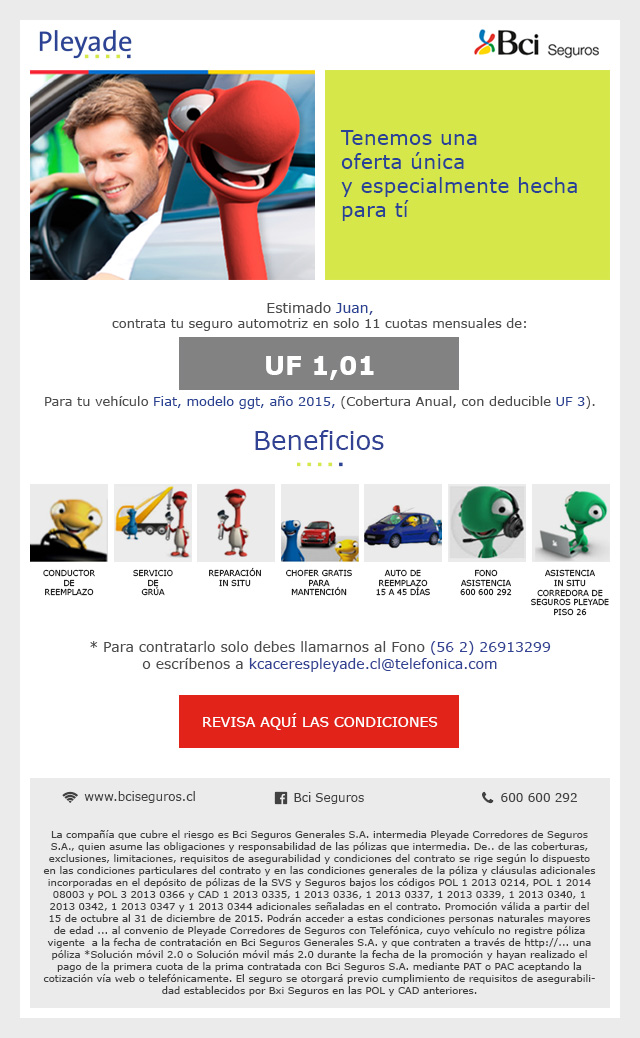 Pleyade
Bci Seguros
Tenemos una
oferta única
y especialmente hecha
para tí
Estimado Juan,
contrata tu seguro automotriz en solo 11 cuotas mensuales de:
UF 1,01
Para tu vehículo Fiat, modelo ggt, año 2015, (Cobertura Anual, con deducible UF 3).
Beneficios
CONDUCTOR
DE
REEMPLAZO
SERVICIO
DE
GRÚA
REPARACIÓN
IN SITU
CHOFER GRATIS
PARA
MANTENCIÓN
AUTO DE
REEMPLAZO
15 A 45 DÍAS
FONO
ASISTENCIA
600 600 292
ASISTENCIA
IN SITU
CORREDORA DE
SEGUROS PLEYADE
PISO 26
* Para contratarlo solo debes llamarnos al Fono (56 2) 26913299
o escríbenos a kcacerespleyade.cl@telefonica.com
REVISA AQUÍ LAS CONDICIONES
www.bciseguros.cl
Bci Seguros
600 600 292
La compañía que cubre el riesgo es Bci Seguros Generales S.A. intermedia Pleyade Corredores de Seguros
S.A., quien asume las obligaciones y responsabilidad de las pólizas que intermedia. De.. de las coberturas,
exclusiones, limitaciones, requisitos de asegurabilidad y condiciones del contrato se rige según lo dispuesto
en las condiciones particulares del contrato y en las condiciones generales de la póliza y cláusulas adicionales
incorporadas en el depósito de pólizas de la SVS y Seguros bajos los códigos POL 1 2013 0214, POL 1 2014
08003 y POL 3 2013 0366 y CAD 1 2013 0335, 1 2013 0336, 1 2013 0337, 1 2013 0339, 1 2013 0340, 1
2013 0342, 1 2013 0347 y 1 2013 0344 adicionales señaladas en el contrato. Promoción válida a partir del
15 de octubre al 31 de diciembre de 2015. Podrán acceder a estas condiciones personas naturales mayores
de edad ... al convenio de Pleyade Corredores de Seguros con Telefónica, cuyo vehículo no registre póliza
vigente a la fecha de contratación en Bci Seguros Generales S.A. y que contraten a través de http://... una
póliza *Solución móvil 2.0 o Solución móvil más 2.0 durante la fecha de la promoción y hayan realizado el
pago de la primera cuota de la prima contratada con Bci Seguros S.A. mediante PAT o PAC aceptando la
cotización vía web o telefónicamente. El seguro se otorgará previo cumplimiento de requisitos de asegurabili-
dad establecidos por Bxi Seguros en las POL y CAD anteriores.